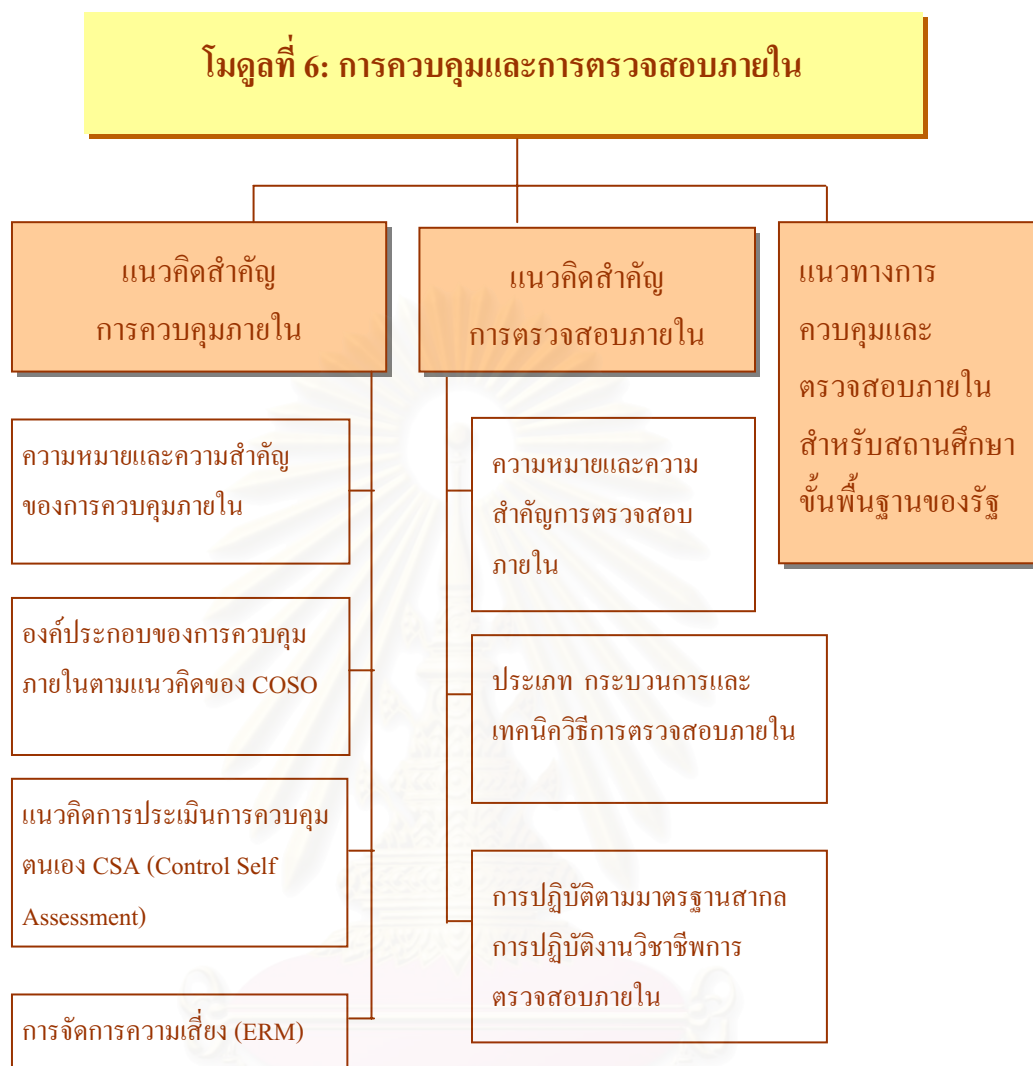 โมดูลที่ 6: การควบคุมและการตรวจสอบภายใน
แนวคิดสำคัญ
การควบคุมภายใน
ความหมายและความสำคัญ
ของการควบคุมภายใน
องค์ประกอบของการควบคุม
ภายในตามแนวคิดของ COSO
แนวคิดการประเมินการควบคุม
ตนเอง CSA (Control Self
Assessment)
การจัดการความเสี่ยง (ERM)
แนวคิดสำคัญ
การตรวจสอบภายใน
ความหมายและความ
สำคัญการตรวจสอบ
ภายใน
ประเภท กระบวนการและ
เทคนิควิธีการตรวจสอบภายใน
การปฏิบัติตามมาตรฐานสากล
การปฏิบัติงานวิชาชีพการ
ตรวจสอบภายใน
แนวทางการ
ควบคุมและ
ตรวจสอบภายใน
สำหรับสถานศึกษา
ขั้นพื้นฐานของรัฐ